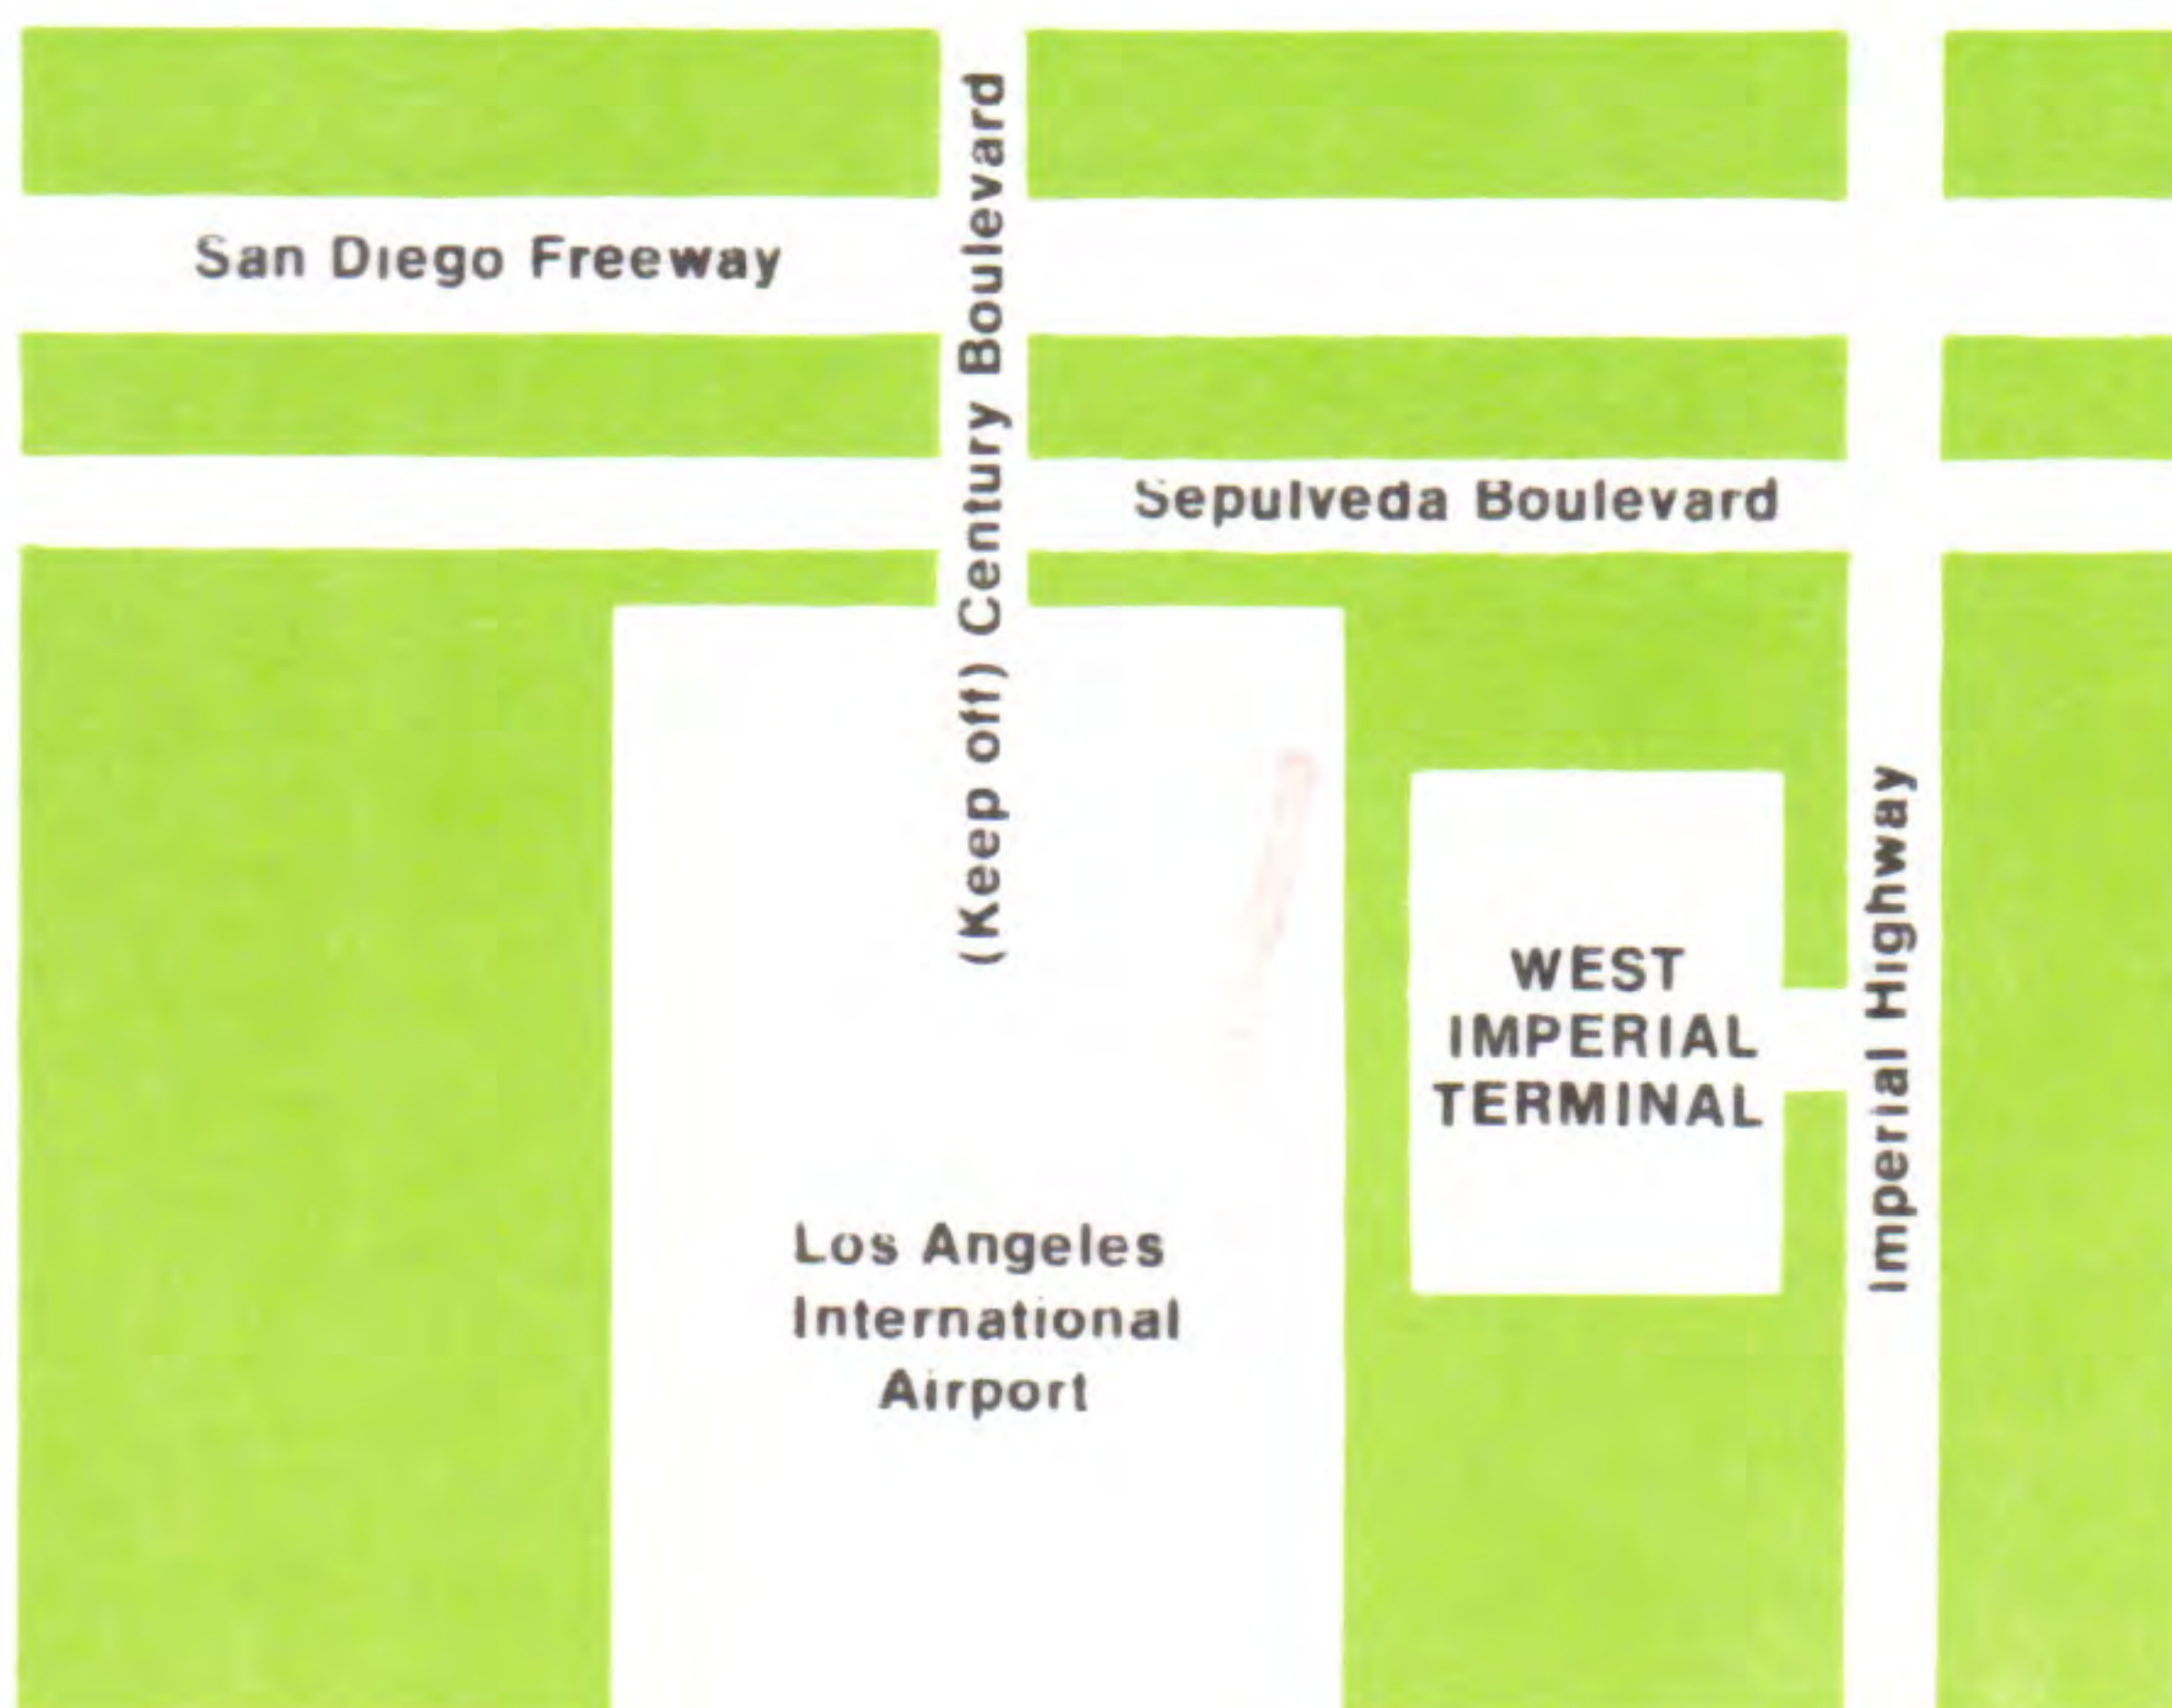 San Diego Freeway
(Keep off) Century Boulevard
Sepulveda Boulevard
Imperial Highway
WEST
IMPERIAL
TERMINAL
Los Angeles
International
Airport